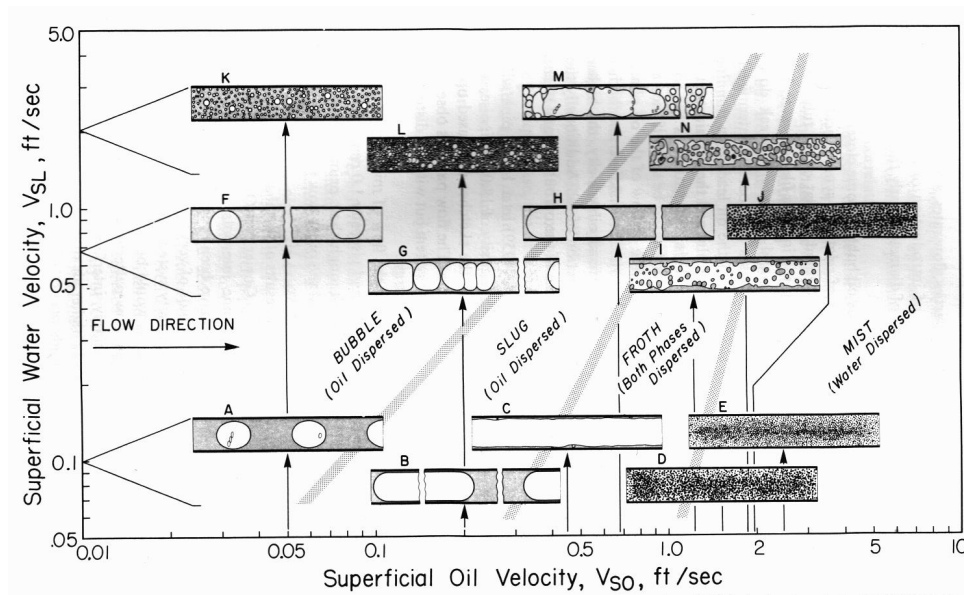 5.0
K
M
L
N
1.0
F
H
J
G
I
0.5
FLOW DIRECTION
BUBBLE
(Oil Dispersed)
SLUG
(Oil Dispersed)
FROTH
(Both Phases
Dispersed)
MIST
(Water Dispersed)
A
C
E
0.1
B
D
.05
0.01
0.05
0.1
0.5
1.0
2
5
10
Superficial Water Velocity, VSL, ft/sec
Superficial Oil Velocity, VSO, ft/sec